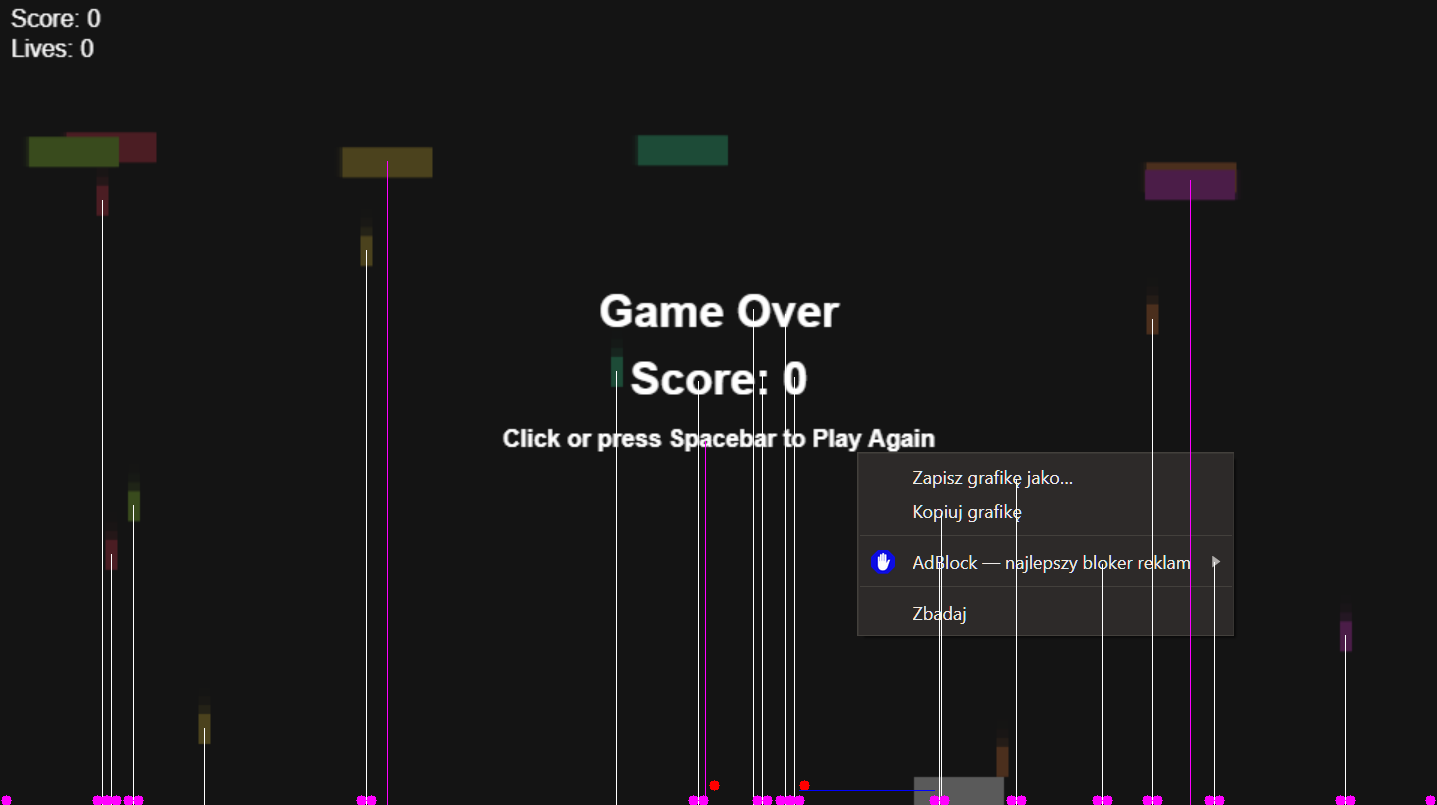 Score: 0
Lives: 0
Game Over
Score: 0
Click or press Spacebar to Play Again
Zapisz grafikę jako...
Kopiuj grafikę
AdBlock — najlepszy bloker reklam
Zbadaj